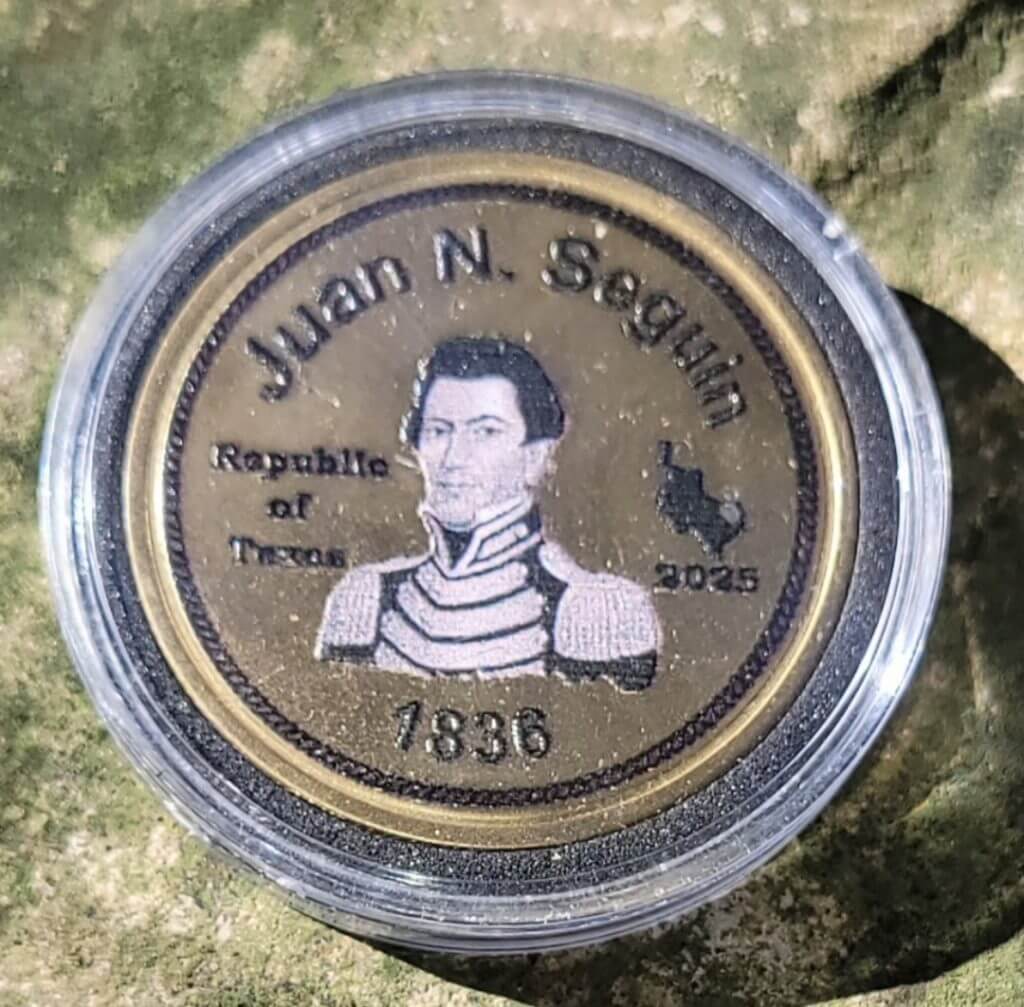 Juan N. Seguin
Republic
of
Texas
2025
1836